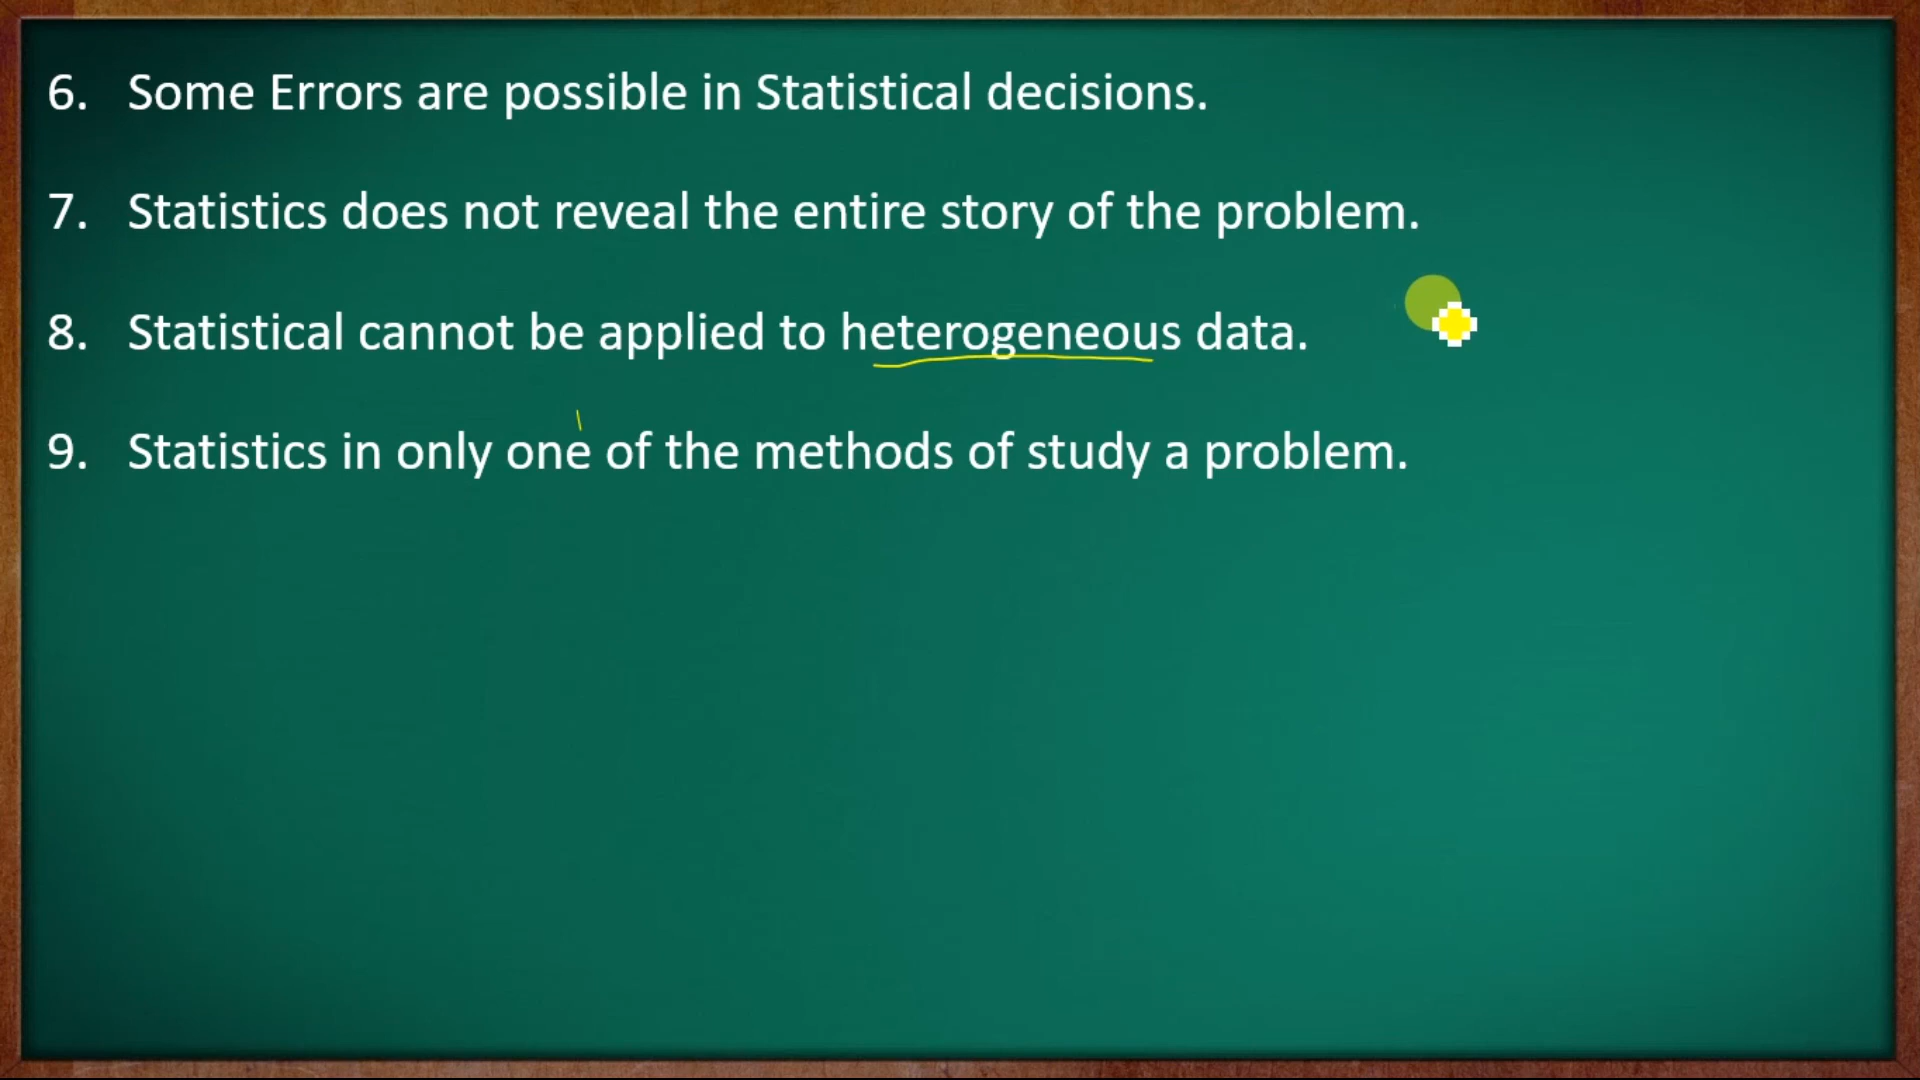 6. Some Errors are possible in Statistical decisions.
7. Statistics does not reveal the entire story of the problem.
8. Statistical cannot be applied to heterogeneous data.
9. Statistics in only one of the methods of study a problem.